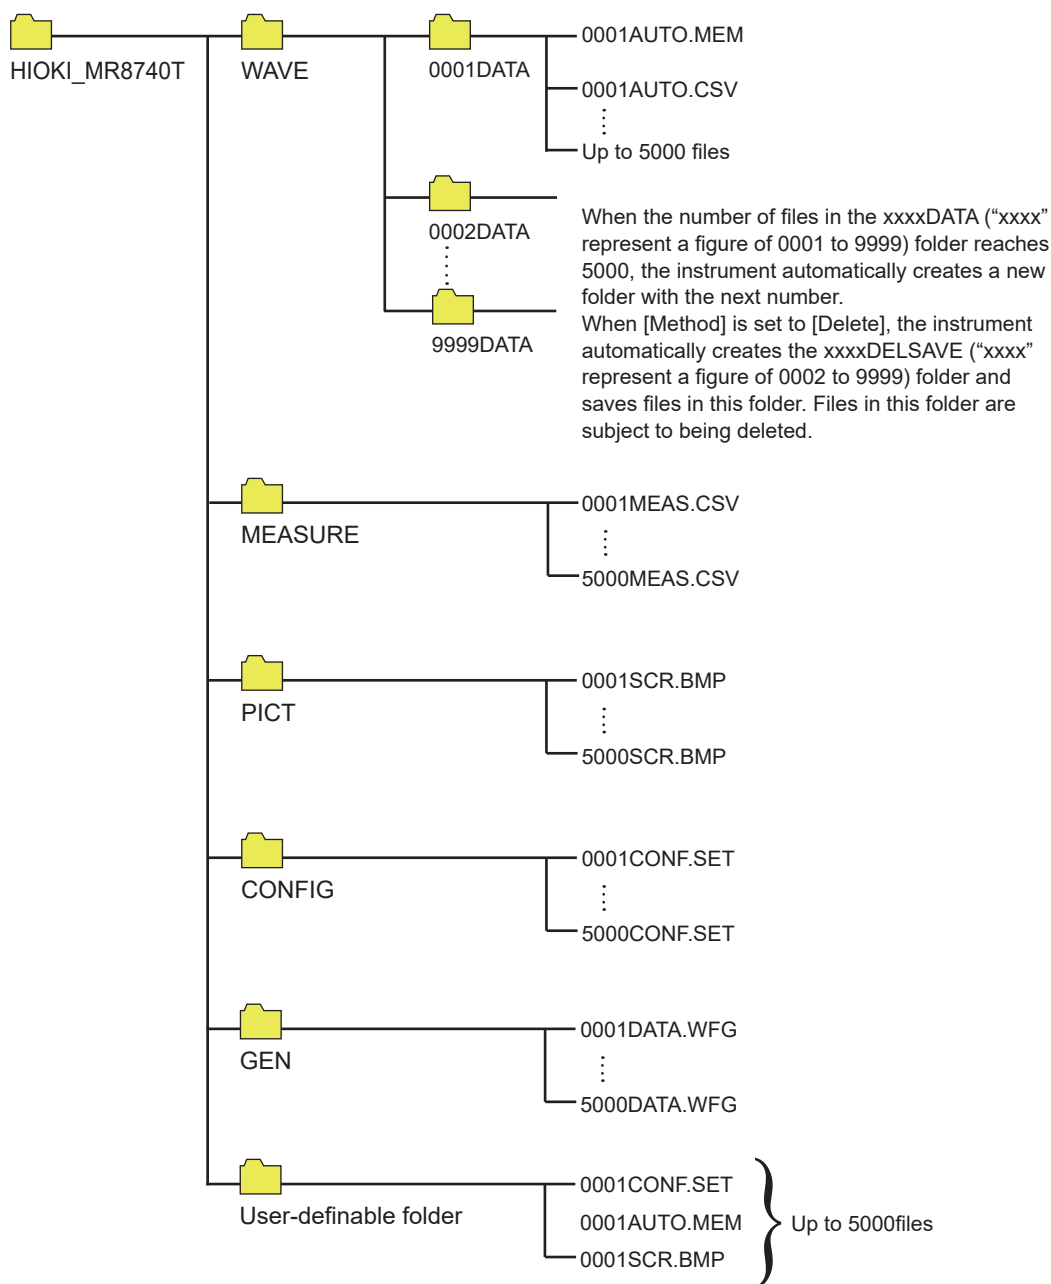 HIOKI_MR8740T
WAVE
0001DATA
0001AUTO.MEM
0001AUTO.CSV
Up to 5000 files
0002DATA
9999DATA
When the number of files in the xxxxDATA (“xxxx”
represent a figure of 0001 to 9999) folder reaches
5000, the instrument automatically creates a new
folder with the next number.
When [Method] is set to [Delete], the instrument
automatically creates the xxxxDELSAVE (“xxxx”
represent a figure of 0002 to 9999) folder and
saves files in this folder. Files in this folder are
subject to being deleted.
MEASURE
0001MEAS.CSV
5000MEAS.CSV
PICT
0001SCR.BMP
5000SCR.BMP
CONFIG
0001CONF.SET
5000CONF.SET
GEN
0001DATA.WFG
5000DATA.WFG
User-definable folder
0001CONF.SET
0001AUTO.MEM
0001SCR.BMP
Up to 5000files